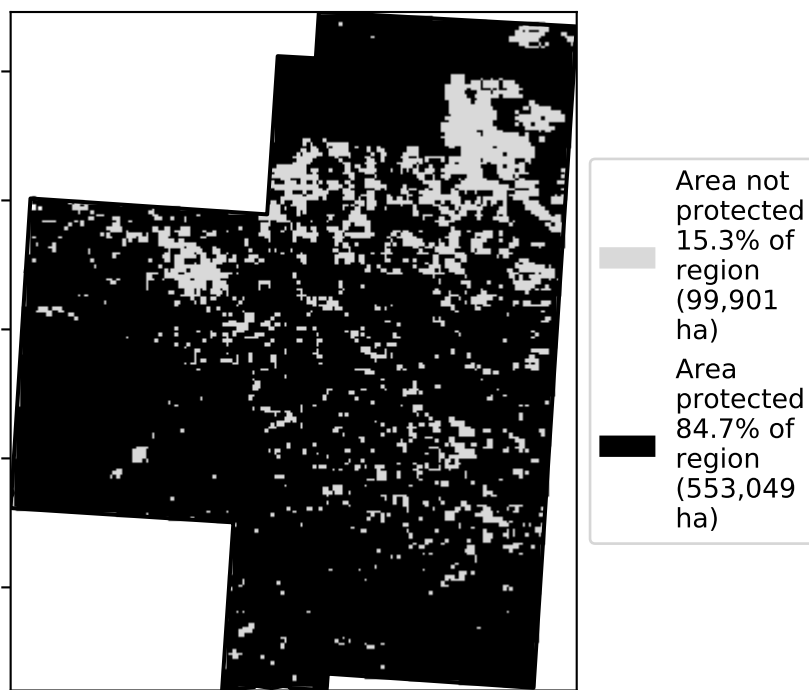 Area not
protected
15.3% of
region
(99,901
ha)
Area
protected
84.7% of
region
(553,049
ha)